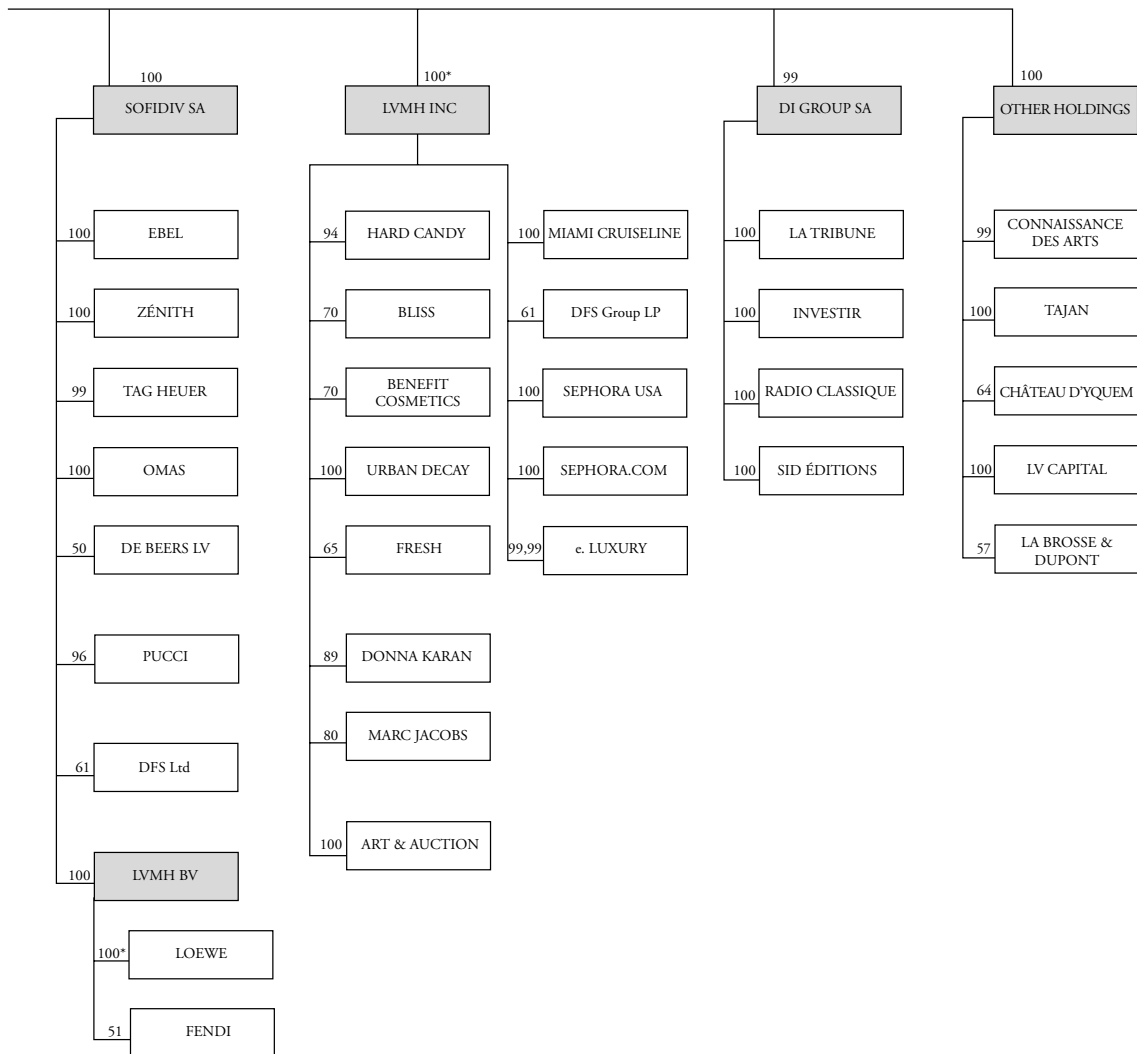 100
SOFIDIV SA
100
EBEL
100
ZÉNITH
99
TAG HEUER
100
OMAS
50
DE BEERS LV
96
PUCCI
61
DFS Ltd
100
LVMH BV
100*
LOEWE
51
FENDI
100*
LVMH INC
94
HARD CANDY
70
BLISS
70
BENEFIT
COSMETICS
100
URBAN DECAY
65
FRESH
89
DONNA KARAN
80
MARC JACOBS
100
ART & AUCTION
100
MIAMI CRUISELINE
61
DFS Group LP
100
SEPHORA USA
100
SEPHORA.COM
99,99
e. LUXURY
99
DI GROUP SA
100
LA TRIBUNE
100
INVESTIR
100
RADIO CLASSIQUE
100
SID ÉDITIONS
100
OTHER HOLDINGS
99
CONNAISSANCE
DES ARTS
100
TAJAN
64
CHÂTEAU D'YQUEM
100
LV CAPITAL
57
LA BROSSE &
DUPONT